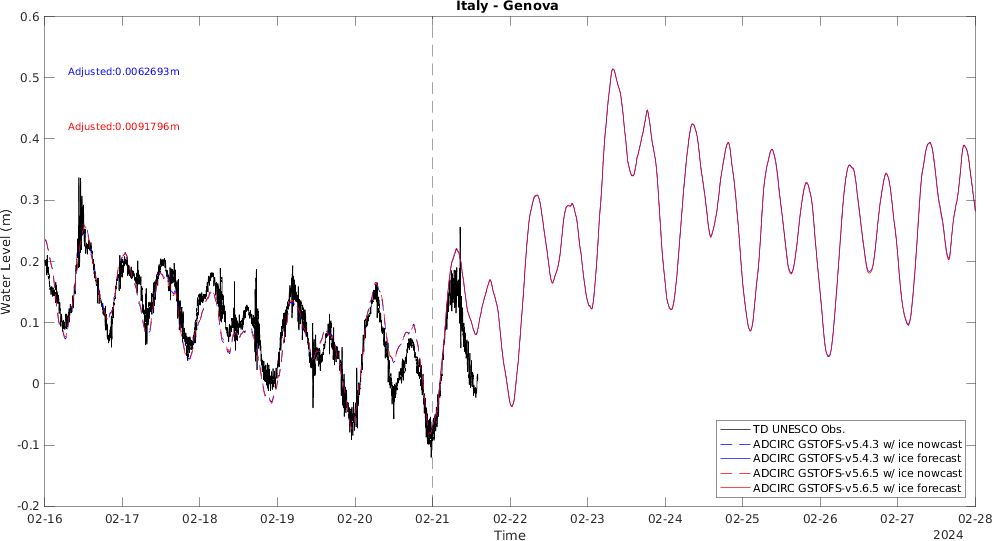 Italy - Genova
0.6
0.5
0.4
0.3
0.2
0.1
0
-0.1
-0.2
Water Level (m)
Adjusted:0.0062693m
Adjusted:0.0091796m
TD UNESCO Obs.
ADCIRC GSTOFS-v5.4.3 w/ ice nowcast
ADCIRC GSTOFS-v5.4.3 w/ ice forecast
ADCIRC GSTOFS-v5.6.5 w/ ice nowcast
ADCIRC GSTOFS-v5.6.5 w/ ice forecast
02-16 02-17 02-18 02-19 02-20 02-21 02-22 02-23 02-24 02-25 02-26 02-27 02-28
Time
2024